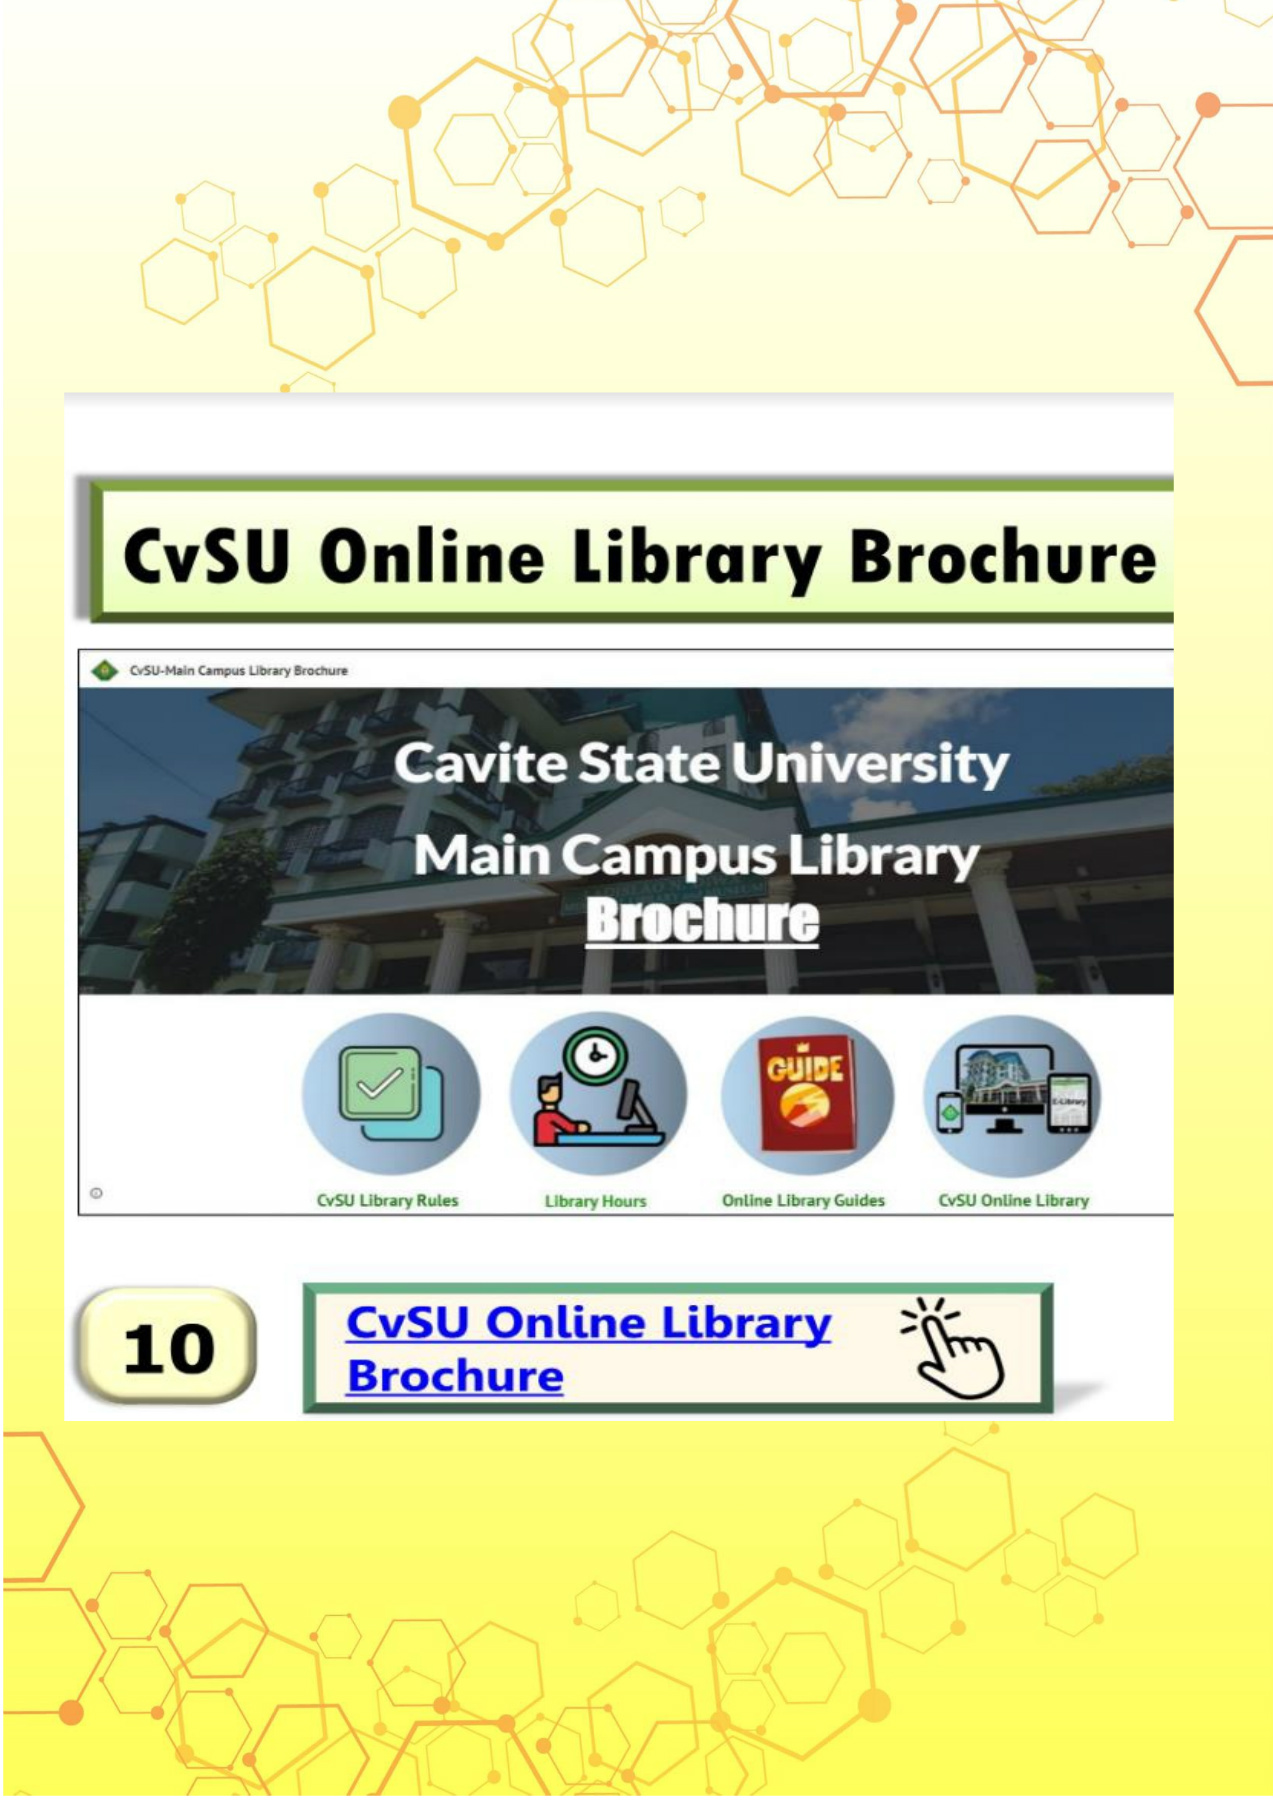 CvSU Online Library Brochure
CvSU-Main Campus Library Brochure
Cavite State University
Main Campus Library
Brochure
GUIDE
E-Library
CvSU Library Rules
Library Hours
Online Library Guides
CvSU Online Library
10
CvSU Online Library
Brochure